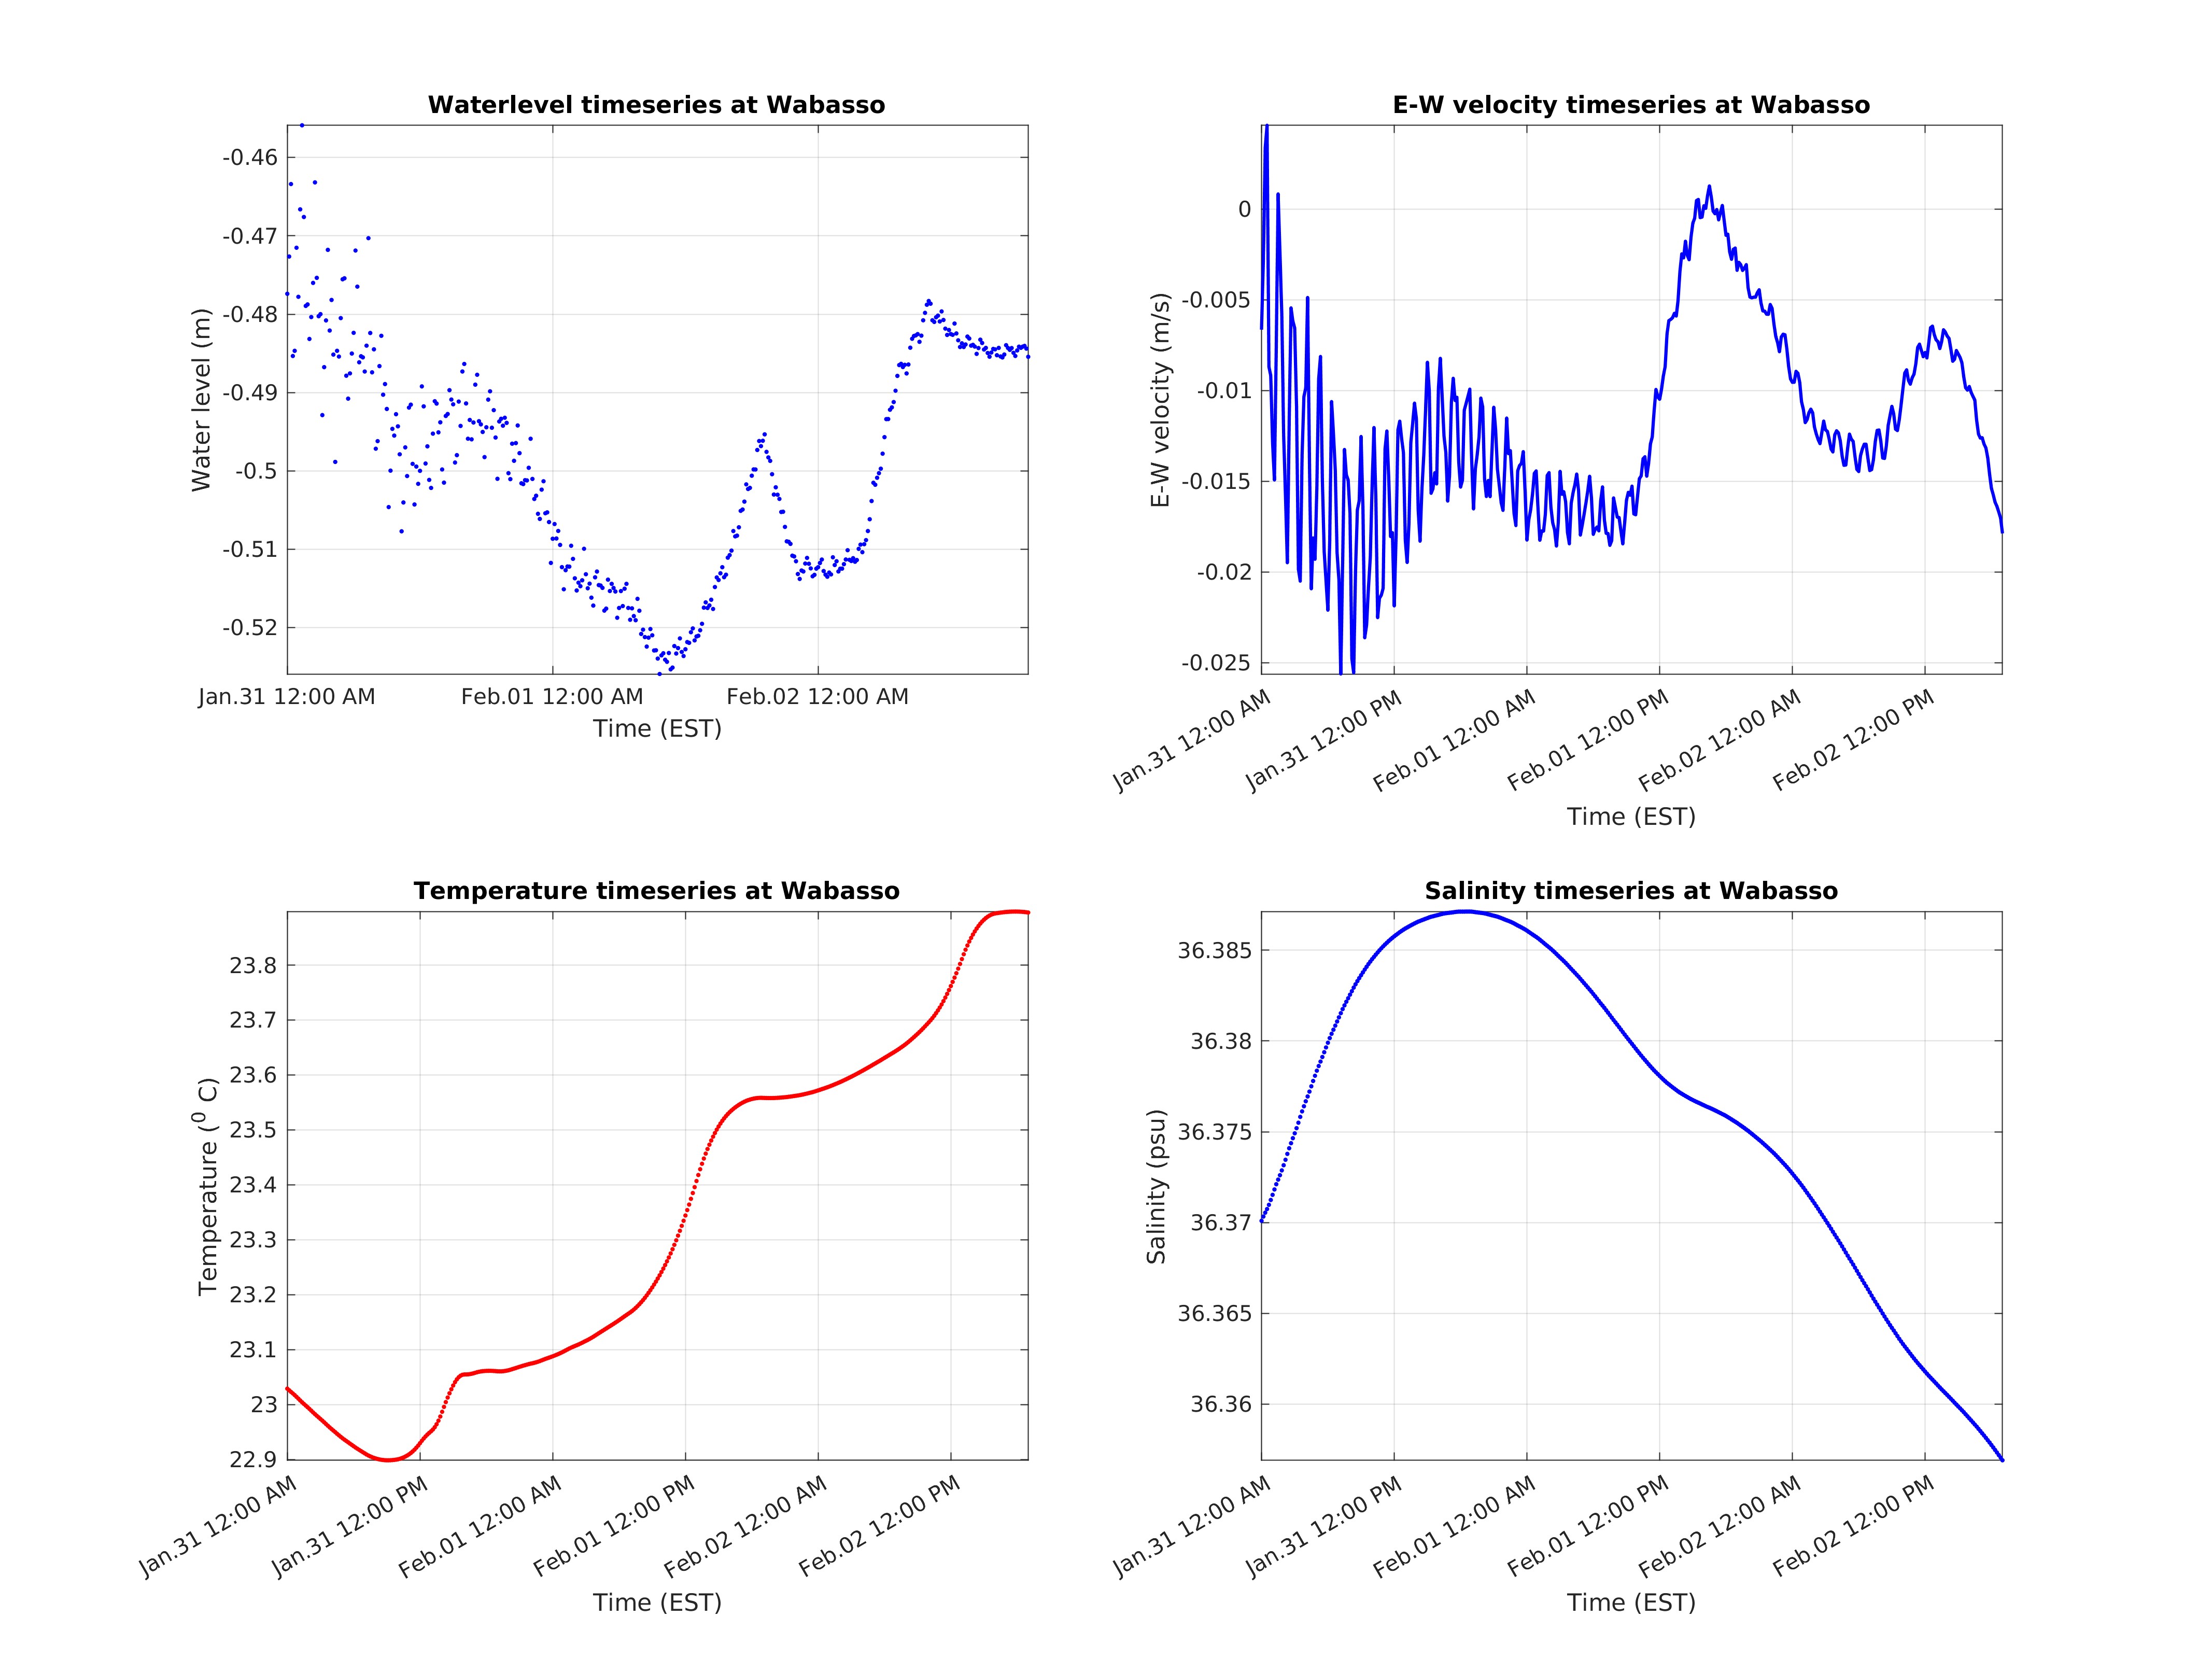 Waterlevel timeseries at Wabasso
Water level (m)
-0.46
-0.47
-0.48
-0.49
-0.5
-0.51
-0.52
Jan.31 12:00 AM
Feb.01 12:00 AM
Feb.02 12:00 AM
Time (EST)
E-W velocity timeseries at Wabasso
E-W velocity (m/s)
0
-0.005
-0.01
-0.015
-0.02
-0.025
Jan.31 12:00 AM
Jan.31 12:00 PM
Feb.01 12:00 AM
Feb.01 12:00 PM
Feb.02 12:00 AM
Feb.02 12:00 PM
Time (EST)
Temperature timeseries at Wabasso
Temperature (⁰ C)
23.8
23.7
23.6
23.5
23.4
23.3
23.2
23.1
23
22.9
Jan.31 12:00 AM
Jan.31 12:00 PM
Feb.01 12:00 AM
Feb.01 12:00 PM
Feb.02 12:00 AM
Feb.02 12:00 PM
Time (EST)
Salinity timeseries at Wabasso
Salinity (psu)
36.385
36.38
36.375
36.37
36.365
36.36
Jan.31 12:00 AM
Jan.31 12:00 PM
Feb.01 12:00 AM
Feb.01 12:00 PM
Feb.02 12:00 AM
Feb.02 12:00 PM
Time (EST)